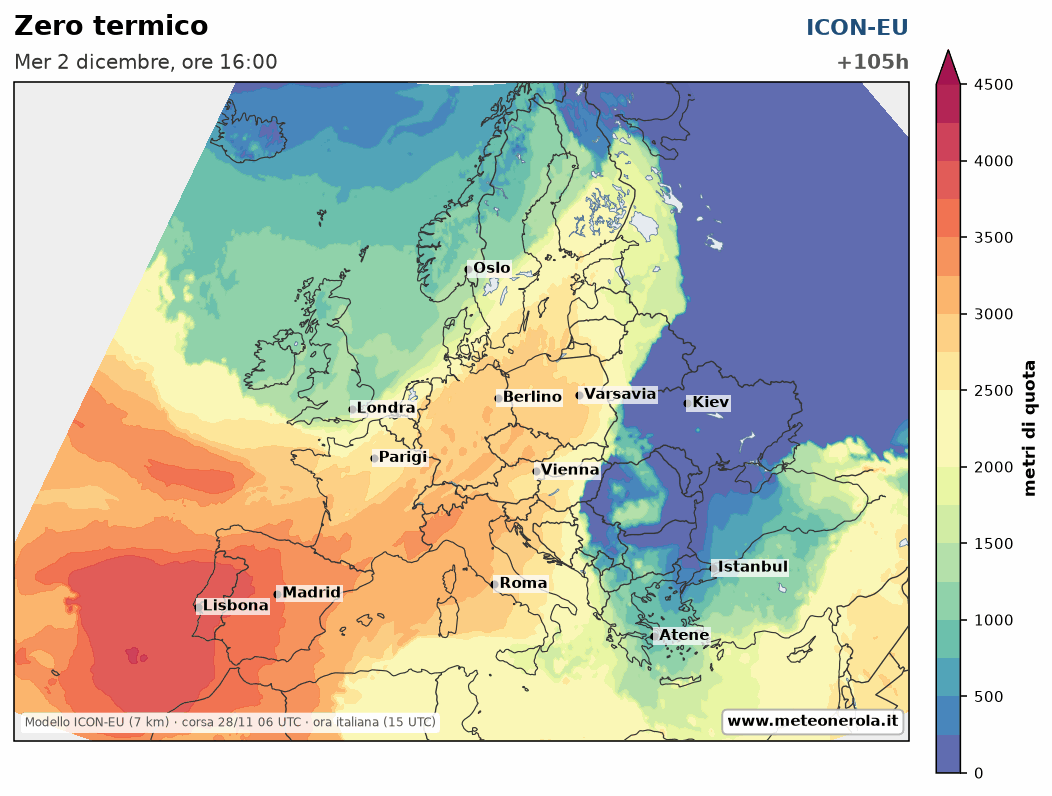 Zero termico
ICON-EU
Mer 2 dicembre, ore 16:00
+105h
4500
4000
3500
3000
2500
2000
1500
1000
500
0
metri di quota
Oslo
Berlino
Varsavia
Kiev
Londra
Parigi
Vienna
Istanbul
Roma
Madrid
Lisbona
Atene
Modello ICON-EU (7 km) · corsa 28/11 06 UTC · ora italiana (15 UTC)
www.meteonerola.it